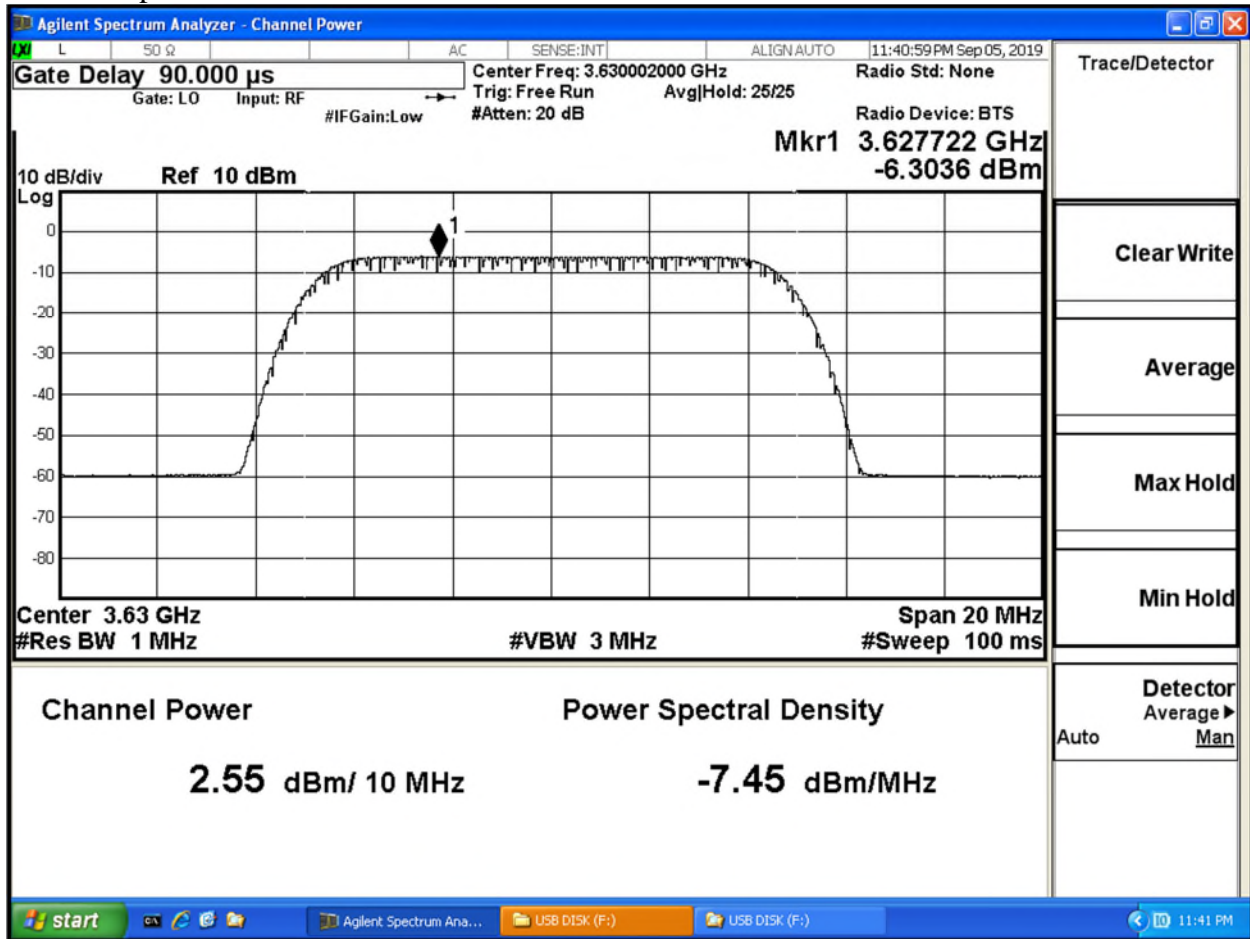 Agilent Spectrum Analyzer - Channel Power
LXI L 50 Ω AC SENSE:INT ALIGN AUTO 11:40:59 PM Sep 05, 2019
Gate Delay 90.000 µs
Gate: LO Input: RF
#IFGain:Low
Center Freq: 3.630002000 GHz
Trig: Free Run Avg|Hold: 25/25
#Atten: 20 dB
Radio Std: None
Radio Device: BTS
Mkr1 3.627722 GHz
-6.3036 dBm
10 dB/div Ref 10 dBm
Log
0
-10
-20
-30
-40
-50
-60
-70
-80
1
Center 3.63 GHz Span 20 MHz
#Res BW 1 MHz #VBW 3 MHz #Sweep 100 ms
Channel Power Power Spectral Density
2.55 dBm/ 10 MHz -7.45 dBm/MHz
Trace/Detector
Clear Write
Average
Max Hold
Min Hold
Detector
Average
Auto Man
start Agilent Spectrum Ana... USB DISK (F:) USB DISK (F:) 11:41 PM